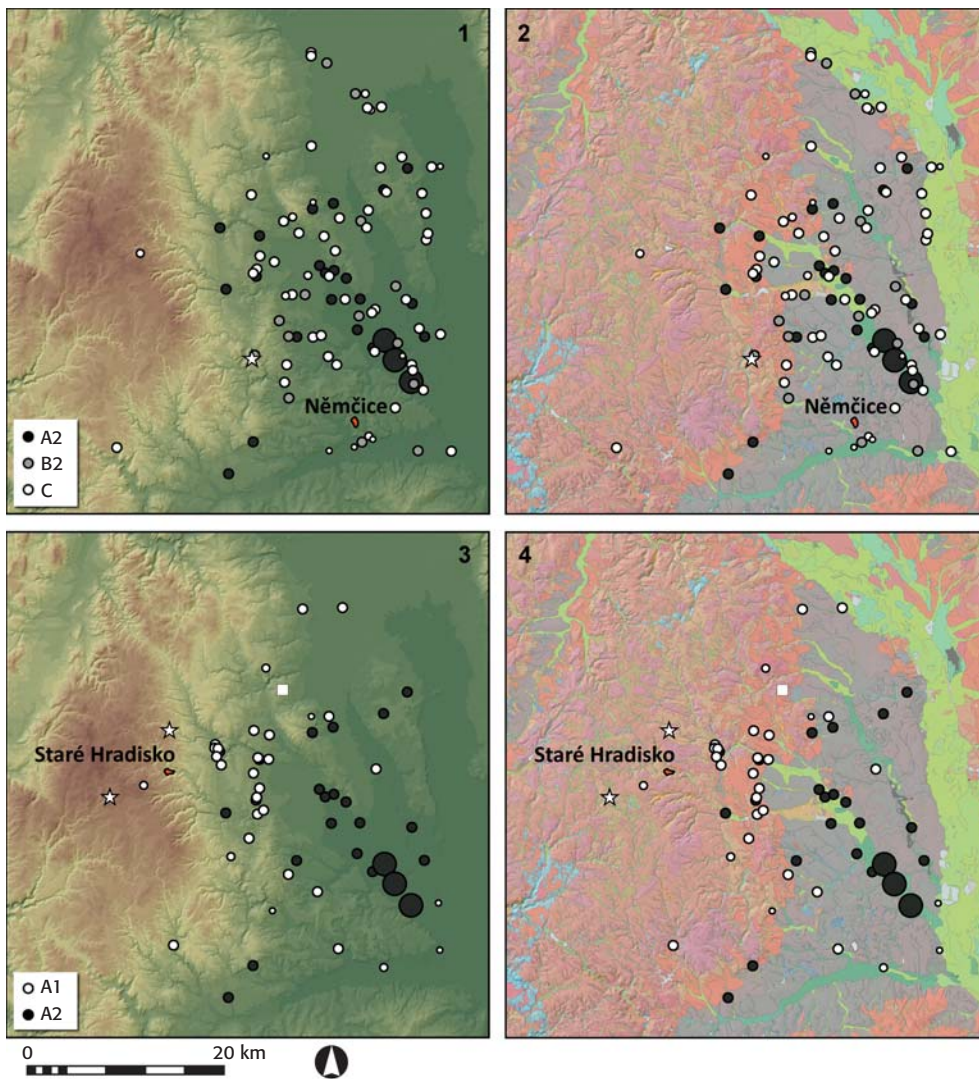 1
2
Němčice
Němčice
A2
B2
C
3
4
Staré Hradisko
Staré Hradisko
A1
A2
0 20 km